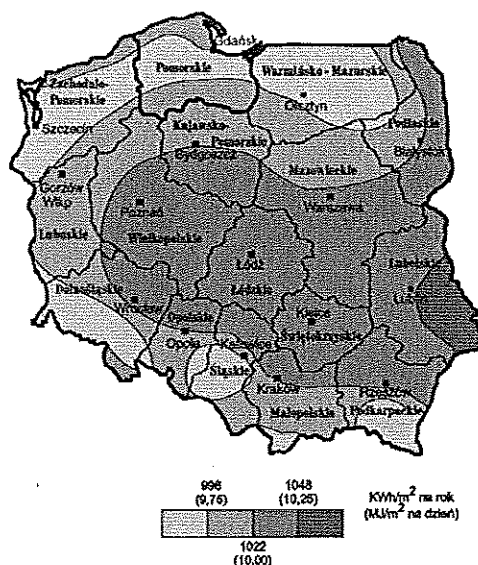 Gdańsk
Pomorskie
Warmińsko - Mazurskie
Zachodnio-
Pomorskie
Olsztyn
Szczecin
Kujawsko-
Pomorskie
Podlaskie
Bydgoszcz
Białystok
Mazowieckie
Gorzów
Wlkp
Poznań
Warszawa
Wielkopolskie
Lubuskie
Łódź
Łódzkie
Lubelskie
Lublin
Dolnośląskie
Wrocław
Opolskie
Opole
Kielce
Świętokrzyskie
Katowice
Śląskie
Kraków
Rzeszów
Małopolskie
Podkarpackie
996 1048
(9,75) (10,25)
KWh/m² na rok
(MJ/m² na dzień)
1022
(10,00)